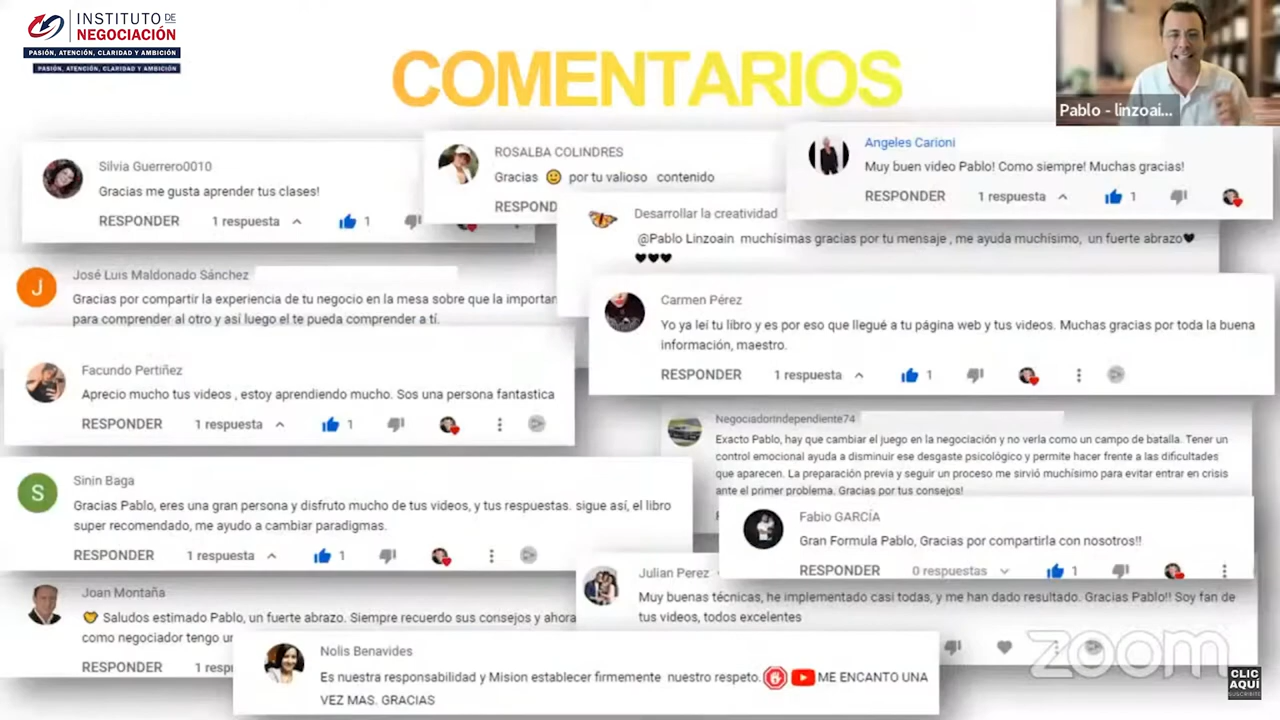 INSTITUTO DE
NEGOCIACIÓN
PASIÓN, ATENCIÓN, CLARIDAD Y AMBICIÓN
PASIÓN, ATENCIÓN, CLARIDAD Y AMBICIÓN
COMENTARIOS
Pablo - linzoai...
Silvia Guerrero0010
Gracias me gusta aprender tus clases!
RESPONDER 1 respuesta 1
ROSALBA COLINDRES
Gracias 🙂 por tu valioso contenido
RESPOND
Angeles Carioni
Muy buen video Pablo! Como siempre! Muchas gracias!
RESPONDER 1 respuesta 1
Desarrollar la creatividad
@Pablo Linzoain muchísimas gracias por tu mensaje , me ayuda muchísimo, un fuerte abrazo🖤
🖤🖤🖤
J
José Luis Maldonado Sánchez
Gracias por compartir la experiencia de tu negocio en la mesa sobre que la importan
para comprender al otro y así luego el te pueda comprender a tí.
Carmen Pérez
Yo ya leí tu libro y es por eso que llegué a tu página web y tus videos. Muchas gracias por toda la buena
información, maestro.
RESPONDER 1 respuesta 1
Facundo Pertiñez
Aprecio mucho tus videos , estoy aprendiendo mucho. Sos una persona fantastica
RESPONDER 1 respuesta 1
NegociadorIndependiente74
Exacto Pablo, hay que cambiar el juego en la negociación y no verla como un campo de batalla. Tener un
control emocional ayuda a disminuir ese desgaste psicológico y permite hacer frente a las dificultades
que aparecen. La preparación previa y seguir un proceso me sirvió muchísimo para evitar entrar en crisis
ante el primer problema. Gracias por tus consejos!
S
Sinin Baga
Gracias Pablo, eres una gran persona y disfruto mucho de tus videos, y tus respuestas. sigue así, el libro
super recomendado, me ayudo a cambiar paradigmas.
RESPONDER 1 respuesta 1
Fabio GARCÍA
Gran Formula Pablo, Gracias por compartirla con nosotros!!
RESPONDER 0 respuestas 1
Julian Perez
Muy buenas técnicas, he implementado casi todas, y me han dado resultado. Gracias Pablo!! Soy fan de
tus videos, todos excelentes
Joan Montaña
Saludos estimado Pablo, un fuerte abrazo. Siempre recuerdo sus consejos y ahora
como negociador tengo un
RESPONDER 1 resp
Nolis Benavides
Es nuestra responsabilidad y Mision establecer firmemente nuestro respeto. ME ENCANTO UNA
VEZ MAS. GRACIAS
zoom
CLIC
AQUÍ
SUSCRIBITE